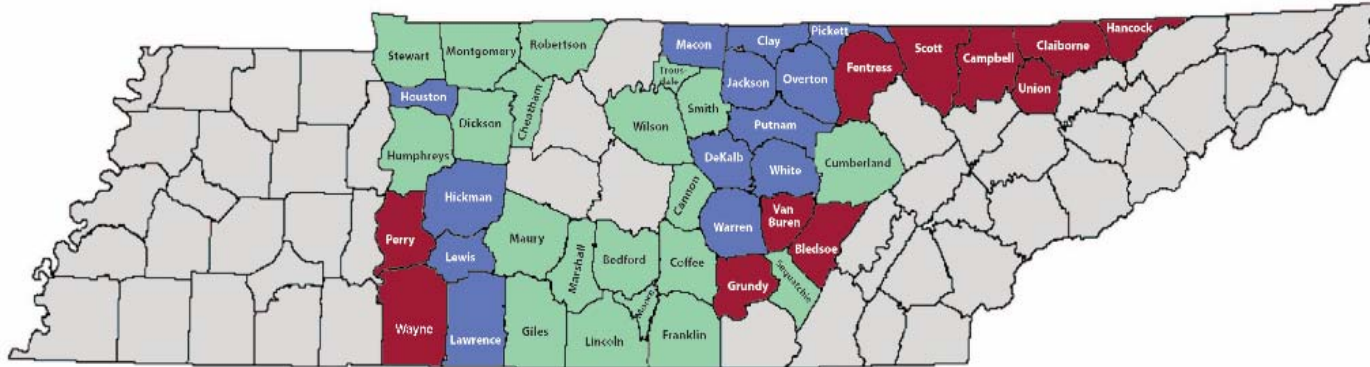 Stewart
Montgomery
Robertson
Macon
Clay
Pickett
Scott
Campbell
Claiborne
Hancock
Fentress
Union
Trous-
dale
Jackson
Overton
Houston
Cheatham
Smith
Dickson
Wilson
Putnam
Humphreys
DeKalb
White
Cumberland
Hickman
Cannon
Van
Buren
Warren
Perry
Maury
Lewis
Marshall
Bedford
Coffee
Bledsoe
Sequatchie
Grundy
Moore
Wayne
Lawrence
Giles
Lincoln
Franklin